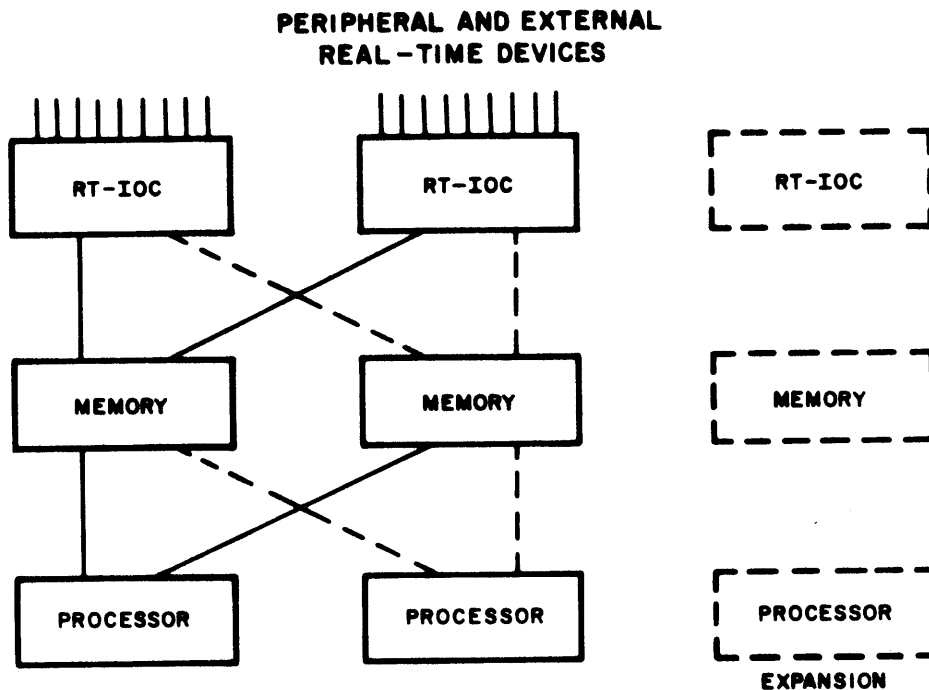 PERIPHERAL AND EXTERNAL
REAL-TIME DEVICES
RT-IOC
RT-IOC
RT-IOC
MEMORY
MEMORY
MEMORY
PROCESSOR
PROCESSOR
PROCESSOR
EXPANSION